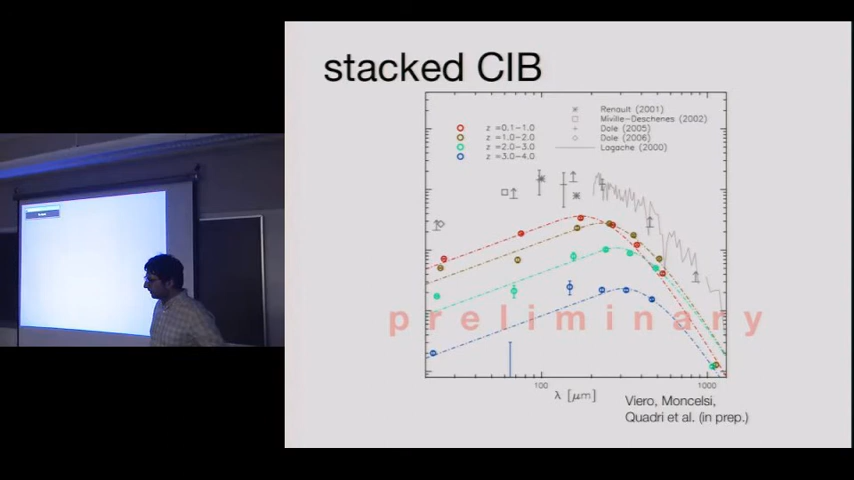 stacked CIB
Renault (2001)
Miville-Deschenes (2002)
Dole (2005)
Dole (2006)
Lagache (2000)
z =0.1-1.0
z =1.0-2.0
z =2.0-3.0
z =3.0-4.0
preliminary
100
1000
λ [μm]
Viero, Moncelsi,
Quadri et al. (in prep.)